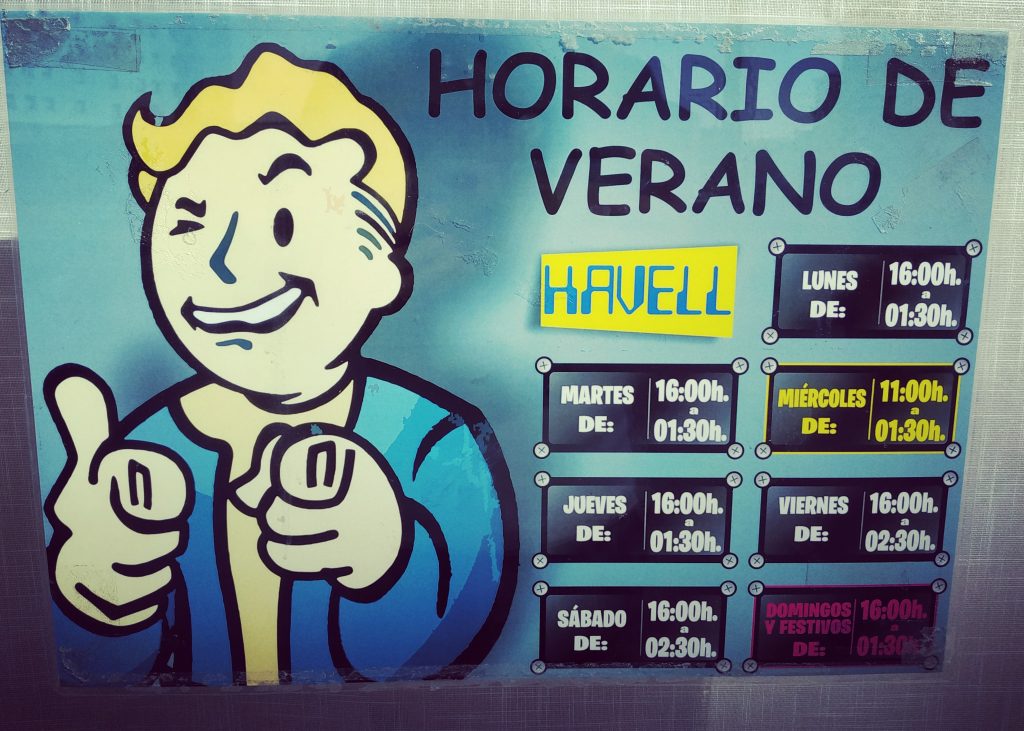 HORARIO DE
VERANO
HAVELL
LUNES
DE:
16:00h.
a
01:30h.
MARTES
DE:
16:00h.
a
01:30h.
MIÉRCOLES
DE:
11:00h.
a
01:30h.
JUEVES
DE:
16:00h.
a
01:30h.
VIERNES
DE:
16:00h.
a
02:30h.
SÁBADO
DE:
16:00h.
a
02:30h.
DOMINGOS
Y FESTIVOS
DE:
16:00h.
a
01:30h.